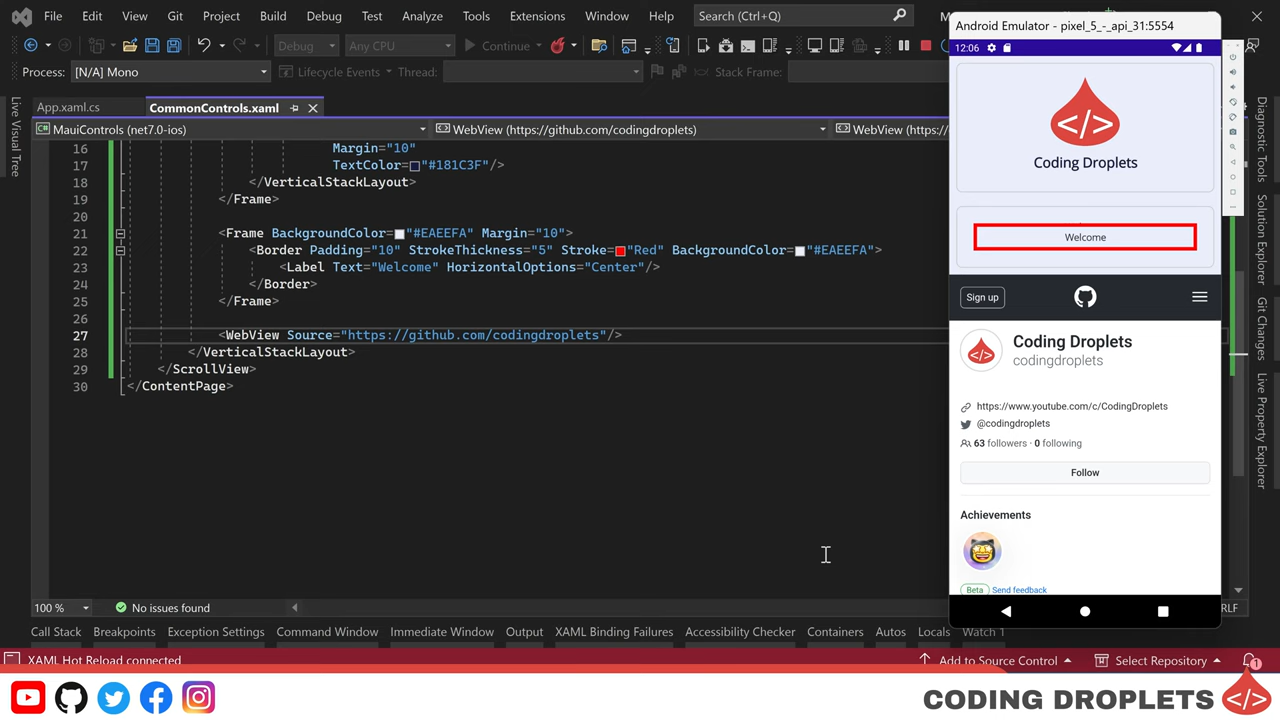 File Edit View Git Project Build Debug Test Analyze Tools Extensions Window Help Search (Ctrl+Q)
Debug Any CPU Continue
Process: [N/A] Mono Lifecycle Events Thread: Stack Frame:
Live Visual Tree
App.xaml.cs CommonControls.xaml
MauiControls (net7.0-ios) WebView (https://github.com/codingdroplets) WebView (https://
16 Margin="10"
17 TextColor="#181C3F"/>
18 </VerticalStackLayout>
19 </Frame>
20
21 <Frame BackgroundColor="#EAEEFA" Margin="10">
22 <Border Padding="10" StrokeThickness="5" Stroke="Red" BackgroundColor="#EAEEFA">
23 <Label Text="Welcome" HorizontalOptions="Center"/>
24 </Border>
25 </Frame>
26
27 <WebView Source="https://github.com/codingdroplets"/>
28 </VerticalStackLayout>
29 </ScrollView>
30 </ContentPage>
100 % No issues found
RLF
Call Stack Breakpoints Exception Settings Command Window Immediate Window Output XAML Binding Failures Accessibility Checker Containers Autos Locals Watch 1
XAML Hot Reload connected
Add to Source Control Select Repository 1
Android Emulator - pixel_5_-_api_31:5554
12:06
</>
Coding Droplets
Welcome
Sign up
Coding Droplets
codingdroplets
https://www.youtube.com/c/CodingDroplets
@codingdroplets
63 followers · 0 following
Follow
Achievements
Beta Send feedback
Diagnostic Tools
Solution Explorer
Git Changes
Live Property Explorer
CODING DROPLETS
</>